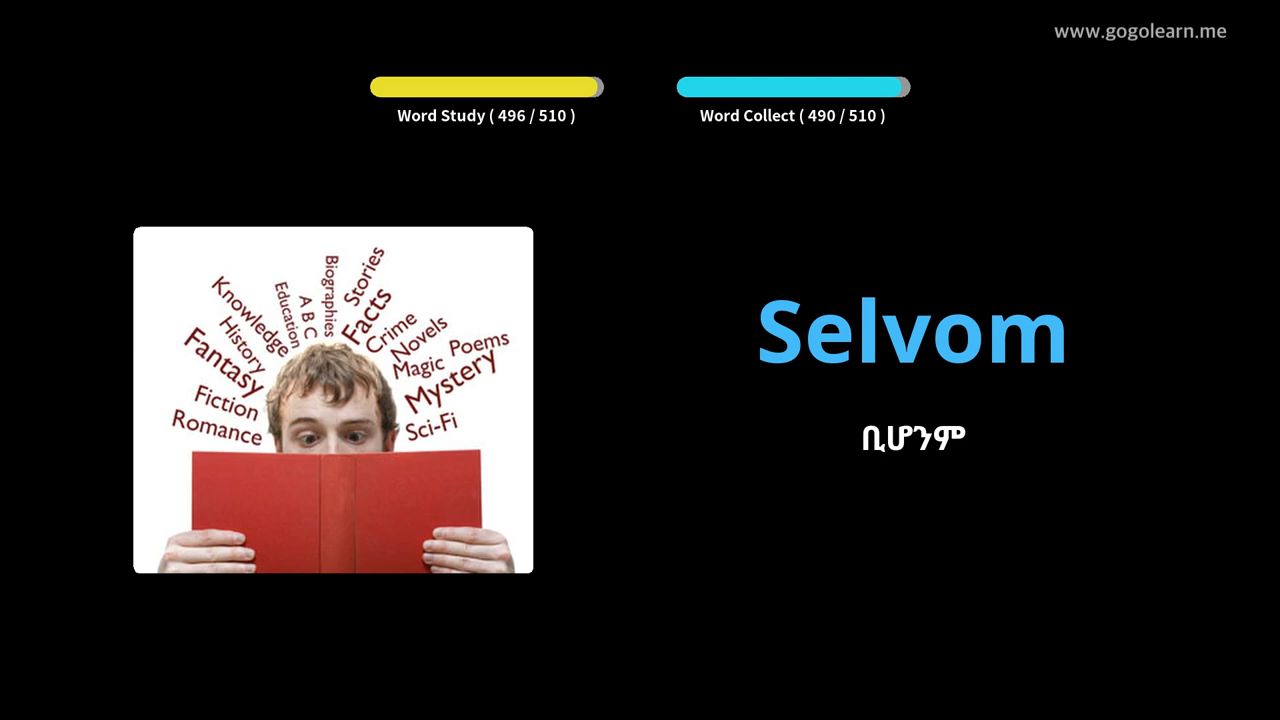 www.gogolearn.me
Word Study ( 496 / 510 )
Word Collect ( 490 / 510 )
Selvom
ቢሆንም
Knowledge
History
Fantasy
Fiction
Romance
Education
A B C
Biographies
Stories
Facts
Crime
Novels
Magic
Poems
Mystery
Sci-Fi